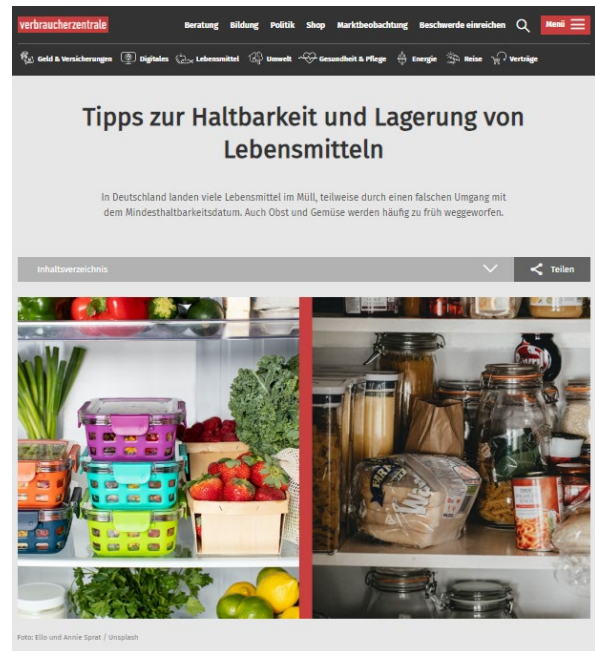 verbraucherzentrale
Beratung Bildung Politik Shop Marktbeobachtung Beschwerde einreichen Menü
Geld & Versicherungen Digitales Lebensmittel Umwelt Gesundheit & Pflege Energie Reise Verträge
Tipps zur Haltbarkeit und Lagerung von
Lebensmitteln
In Deutschland landen viele Lebensmittel im Müll, teilweise durch einen falschen Umgang mit
dem Mindesthaltbarkeitsdatum. Auch Obst und Gemüse werden häufig zu früh weggeworfen.
Inhaltsverzeichnis
Teilen
Foto: Ello und Annie Sprat / Unsplash